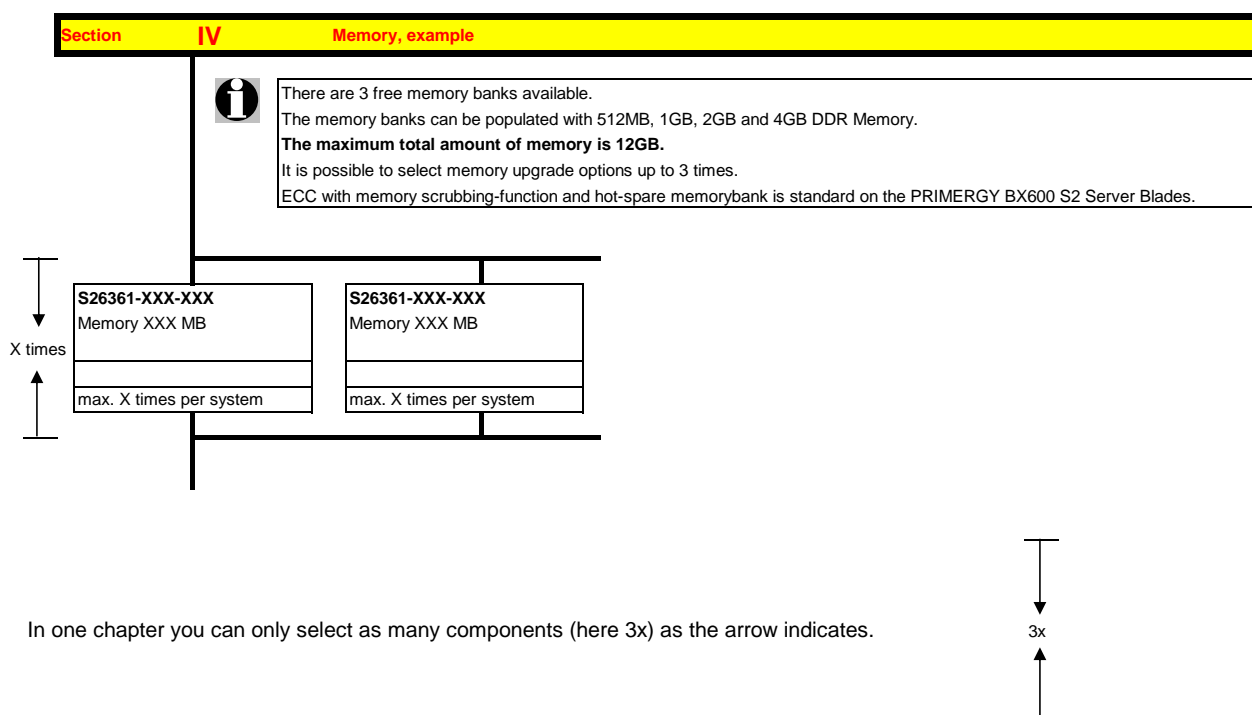 Section IV Memory, example
There are 3 free memory banks available.
The memory banks can be populated with 512MB, 1GB, 2GB and 4GB DDR Memory.
The maximum total amount of memory is 12GB.
It is possible to select memory upgrade options up to 3 times.
ECC with memory scrubbing-function and hot-spare memorybank is standard on the PRIMERGY BX600 S2 Server Blades.
X times
S26361-XXX-XXX
Memory XXX MB
max. X times per system
S26361-XXX-XXX
Memory XXX MB
max. X times per system
In one chapter you can only select as many components (here 3x) as the arrow indicates.
3x